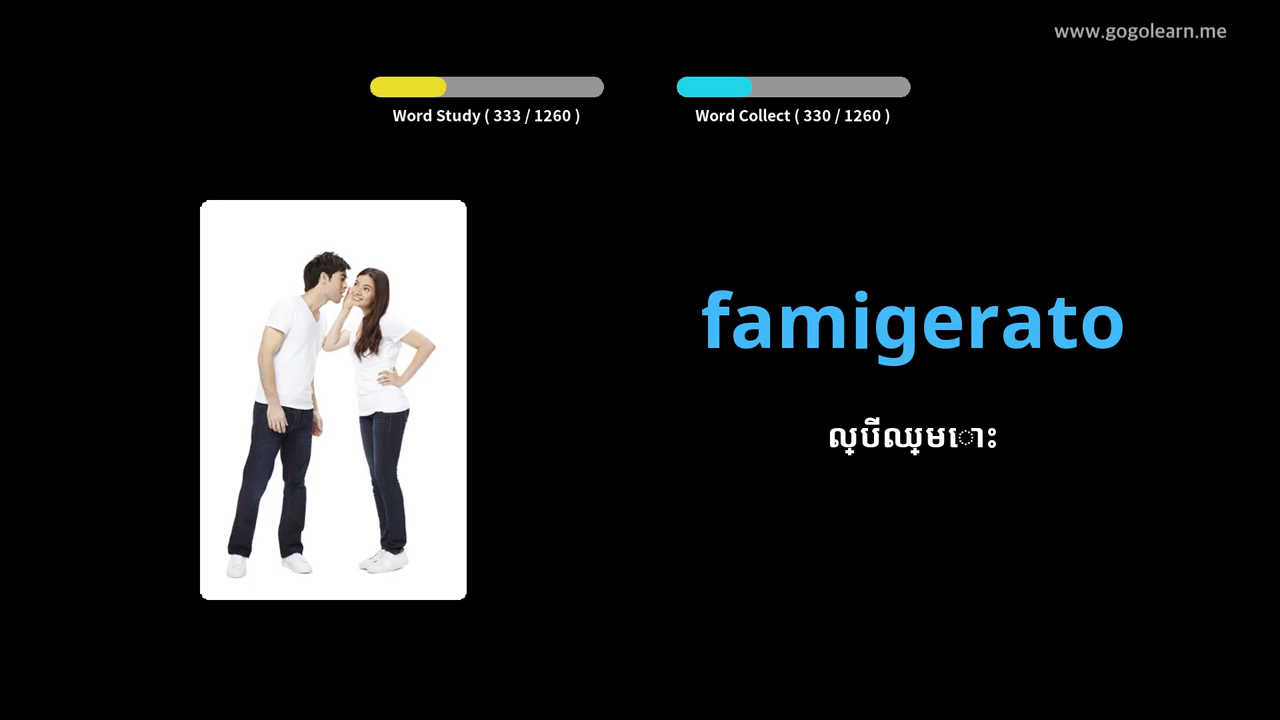 www.gogolearn.me
Word Study ( 333 / 1260 )
Word Collect ( 330 / 1260 )
famigerato
ល្បីឈ្មោះ